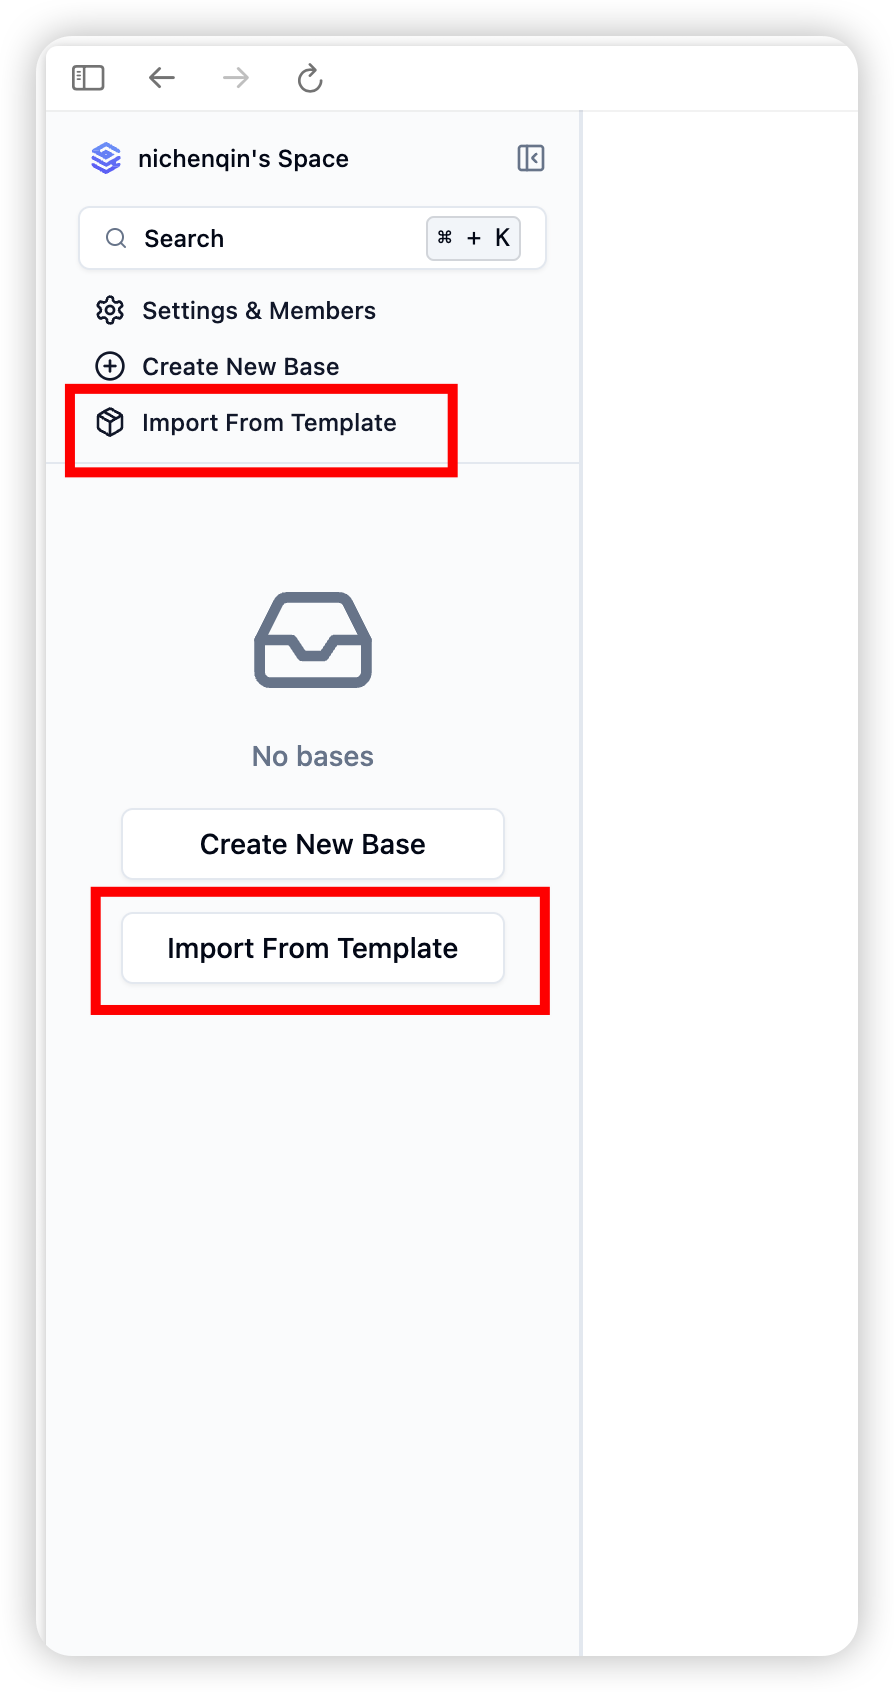 nichenqin's Space
Search ⌘ + K
Settings & Members
Create New Base
Import From Template
No bases
Create New Base
Import From Template